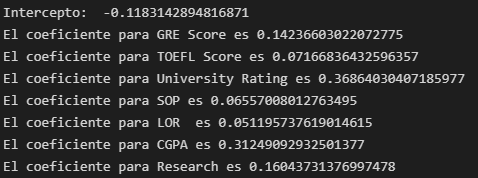 Intercepto:  -0.1183142894816871
El coeficiente para GRE Score es 0.14236603022072775
El coeficiente para TOEFL Score es 0.07166836432596357
El coeficiente para University Rating es 0.36864030407185977
El coeficiente para SOP es 0.06557008012763495
El coeficiente para LOR  es 0.051195737619014615
El coeficiente para CGPA es 0.31249092932501377
El coeficiente para Research es 0.16043731376997478